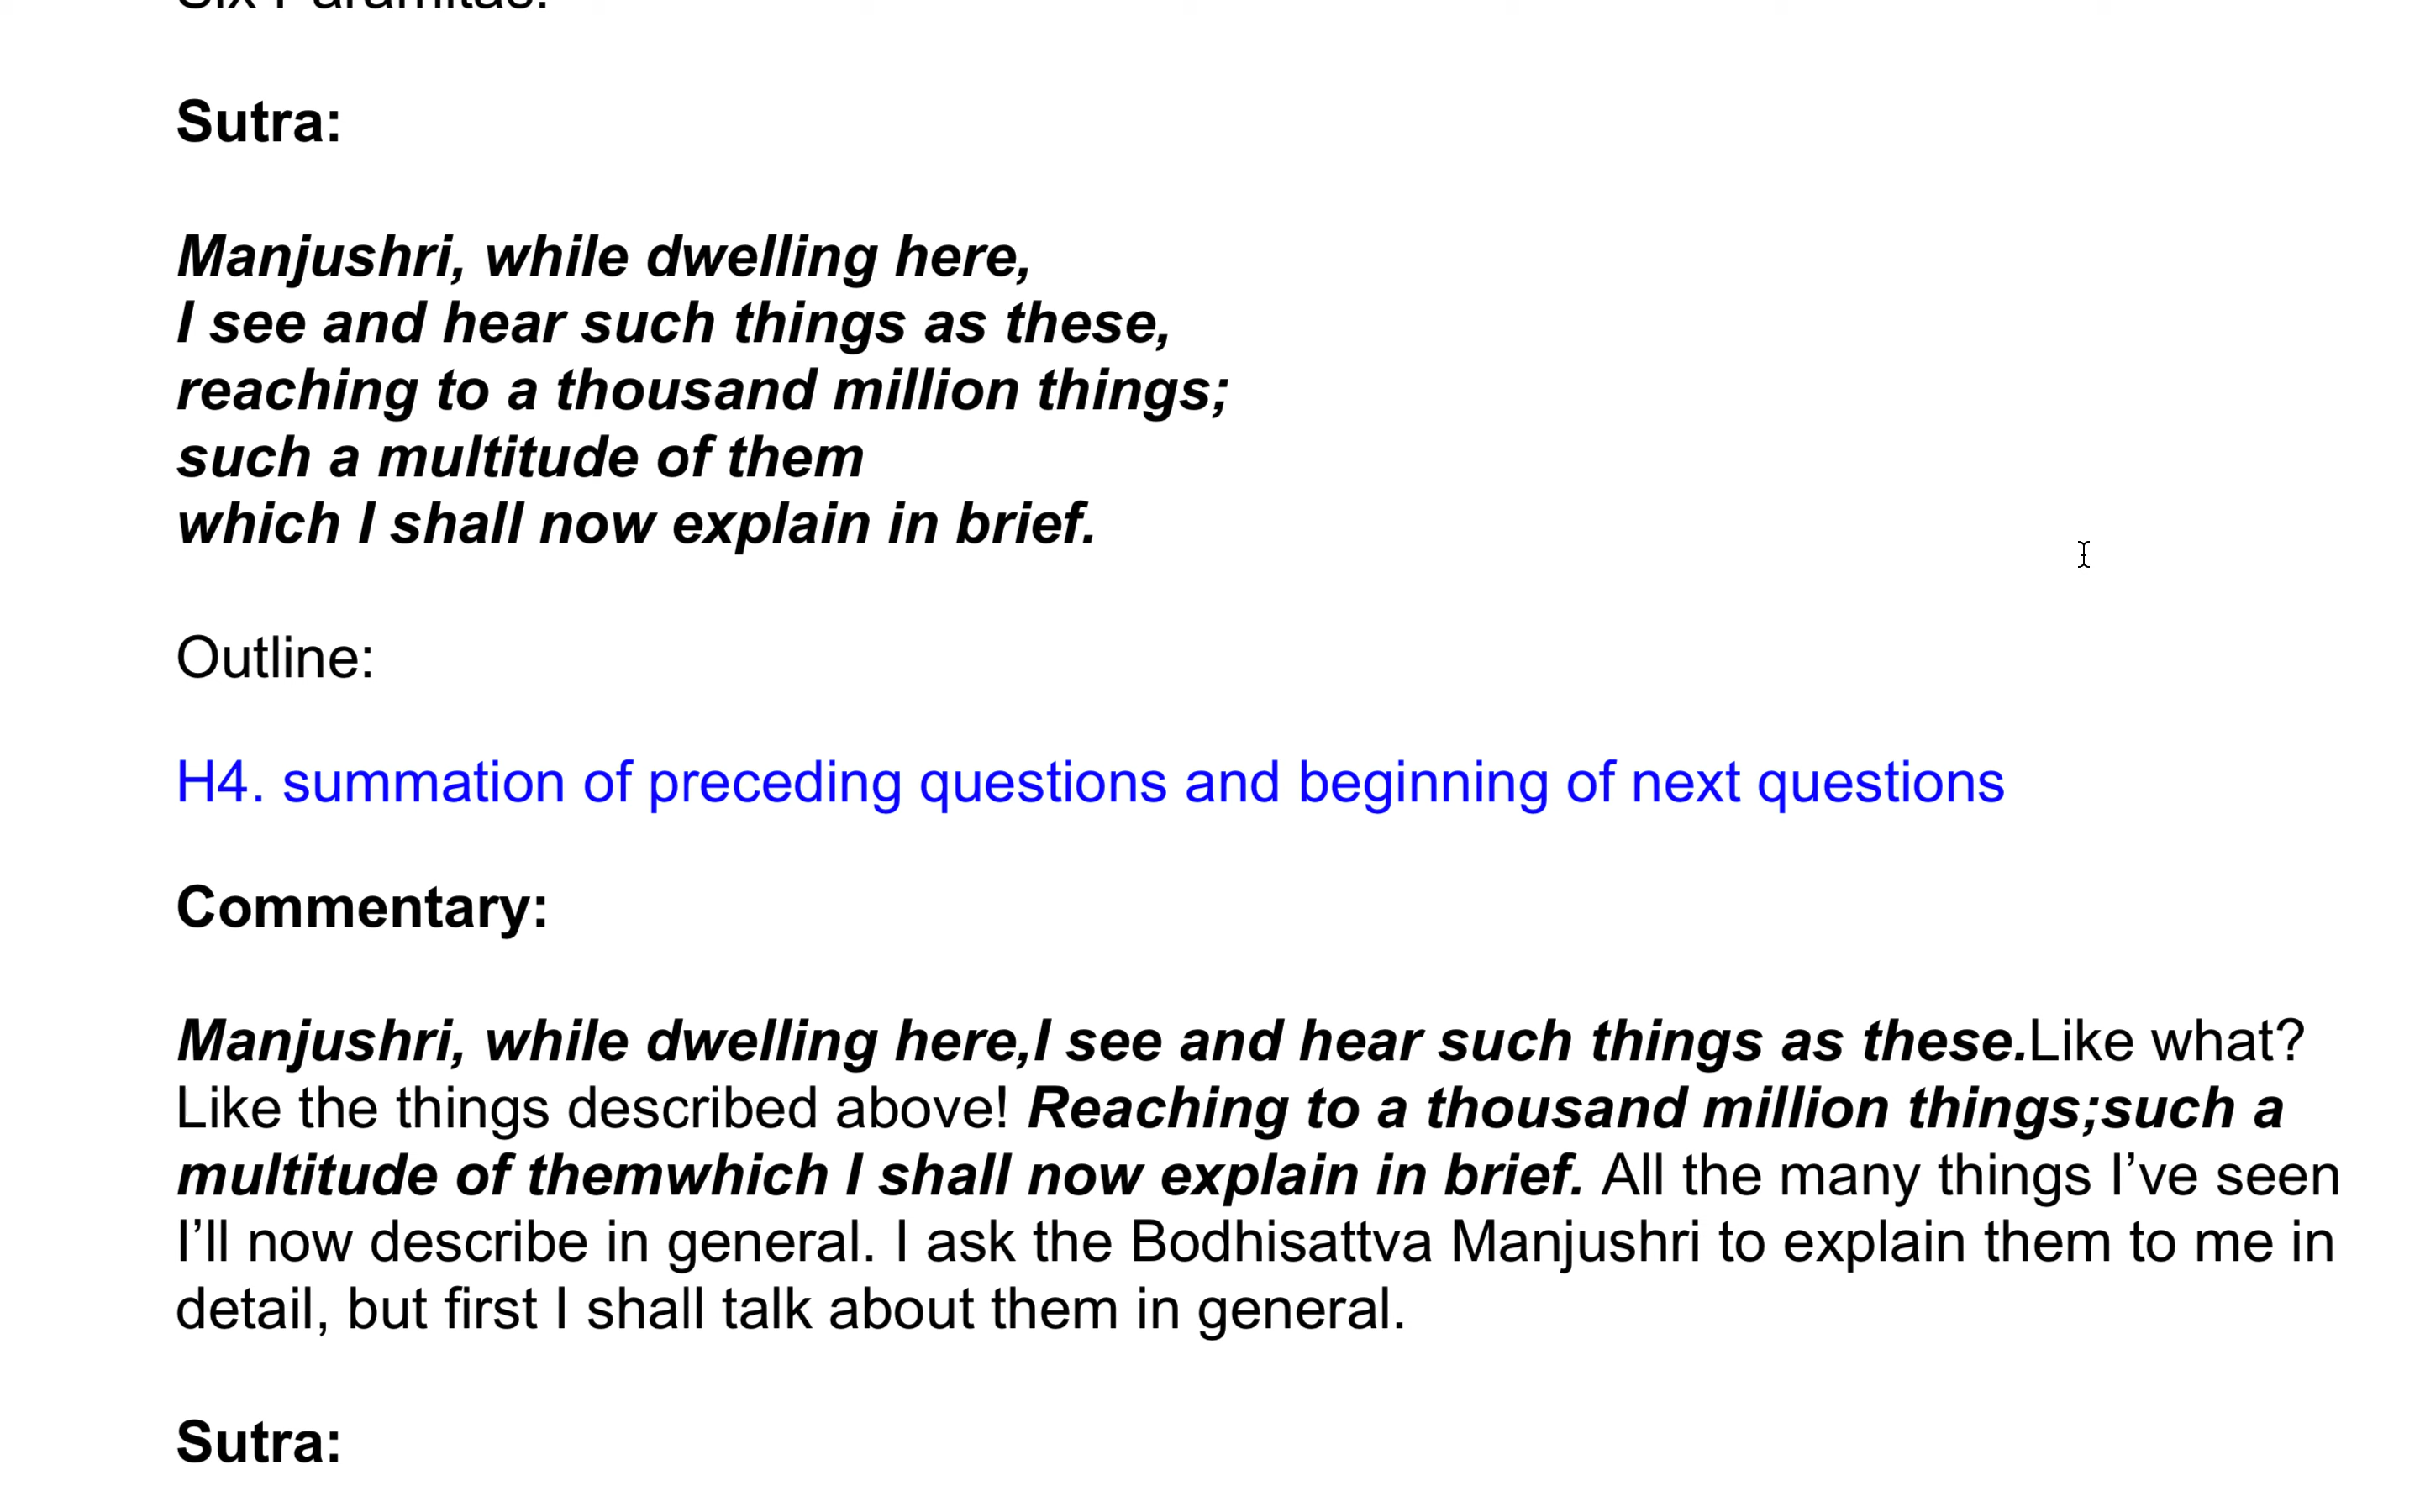 Six Paramitas.
Sutra:
Manjushri, while dwelling here,
I see and hear such things as these,
reaching to a thousand million things;
such a multitude of them
which I shall now explain in brief.
Outline:
H4. summation of preceding questions and beginning of next questions
Commentary:
Manjushri, while dwelling here,I see and hear such things as these.Like what?
Like the things described above! Reaching to a thousand million things;such a
multitude of themwhich I shall now explain in brief. All the many things I’ve seen
I’ll now describe in general. I ask the Bodhisattva Manjushri to explain them to me in
detail, but first I shall talk about them in general.
Sutra: